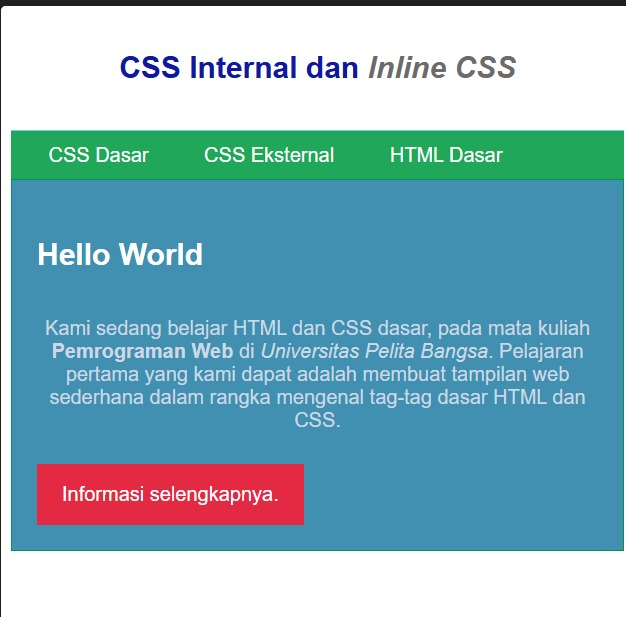 CSS Internal dan Inline CSS
CSS Dasar CSS Eksternal HTML Dasar
Hello World
Kami sedang belajar HTML dan CSS dasar, pada mata kuliah
Pemrograman Web di Universitas Pelita Bangsa. Pelajaran
pertama yang kami dapat adalah membuat tampilan web
sederhana dalam rangka mengenal tag-tag dasar HTML dan
CSS.
Informasi selengkapnya.